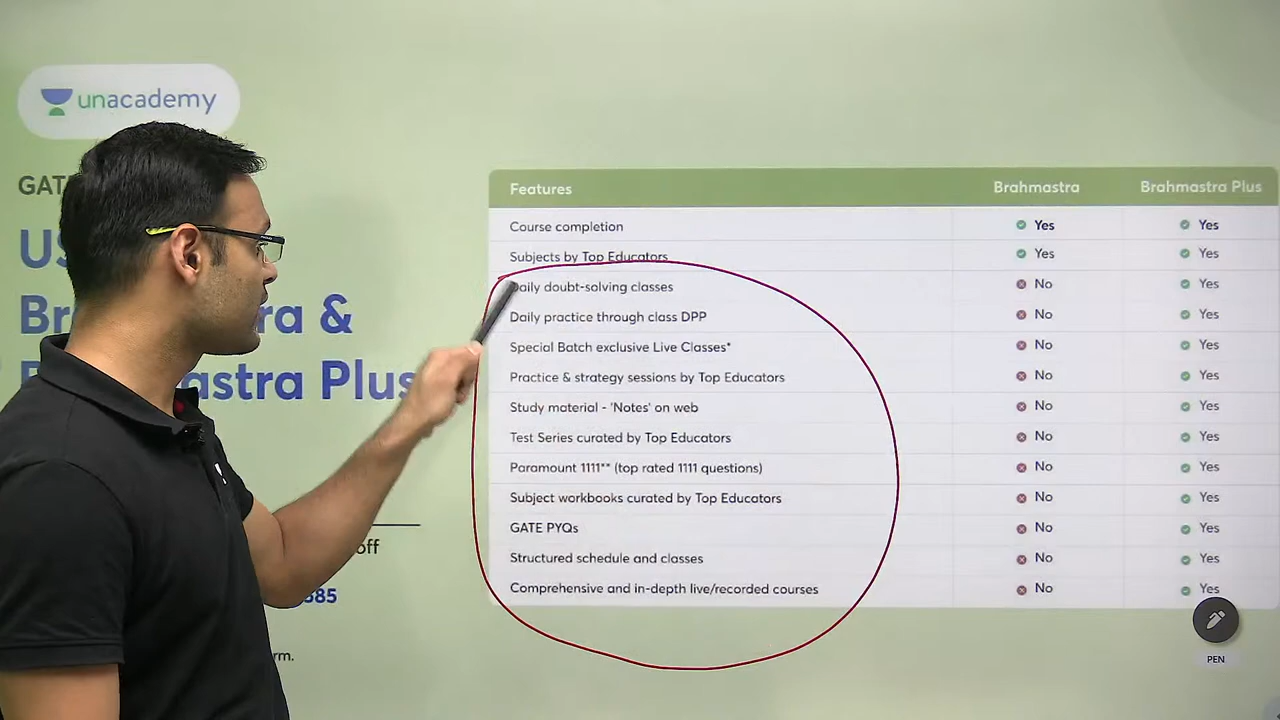 unacademy
GAT
Br ra &
astra Plus
off
585
rm.
Features Brahmastra Brahmastra Plus
Course completion Yes Yes
Subjects by Top Educators Yes Yes
Daily doubt-solving classes No Yes
Daily practice through class DPP No Yes
Special Batch exclusive Live Classes* No Yes
Practice & strategy sessions by Top Educators No Yes
Study material - 'Notes' on web No Yes
Test Series curated by Top Educators No Yes
Paramount 1111** (top rated 1111 questions) No Yes
Subject workbooks curated by Top Educators No Yes
GATE PYQs No Yes
Structured schedule and classes No Yes
Comprehensive and in-depth live/recorded courses No Yes
PEN